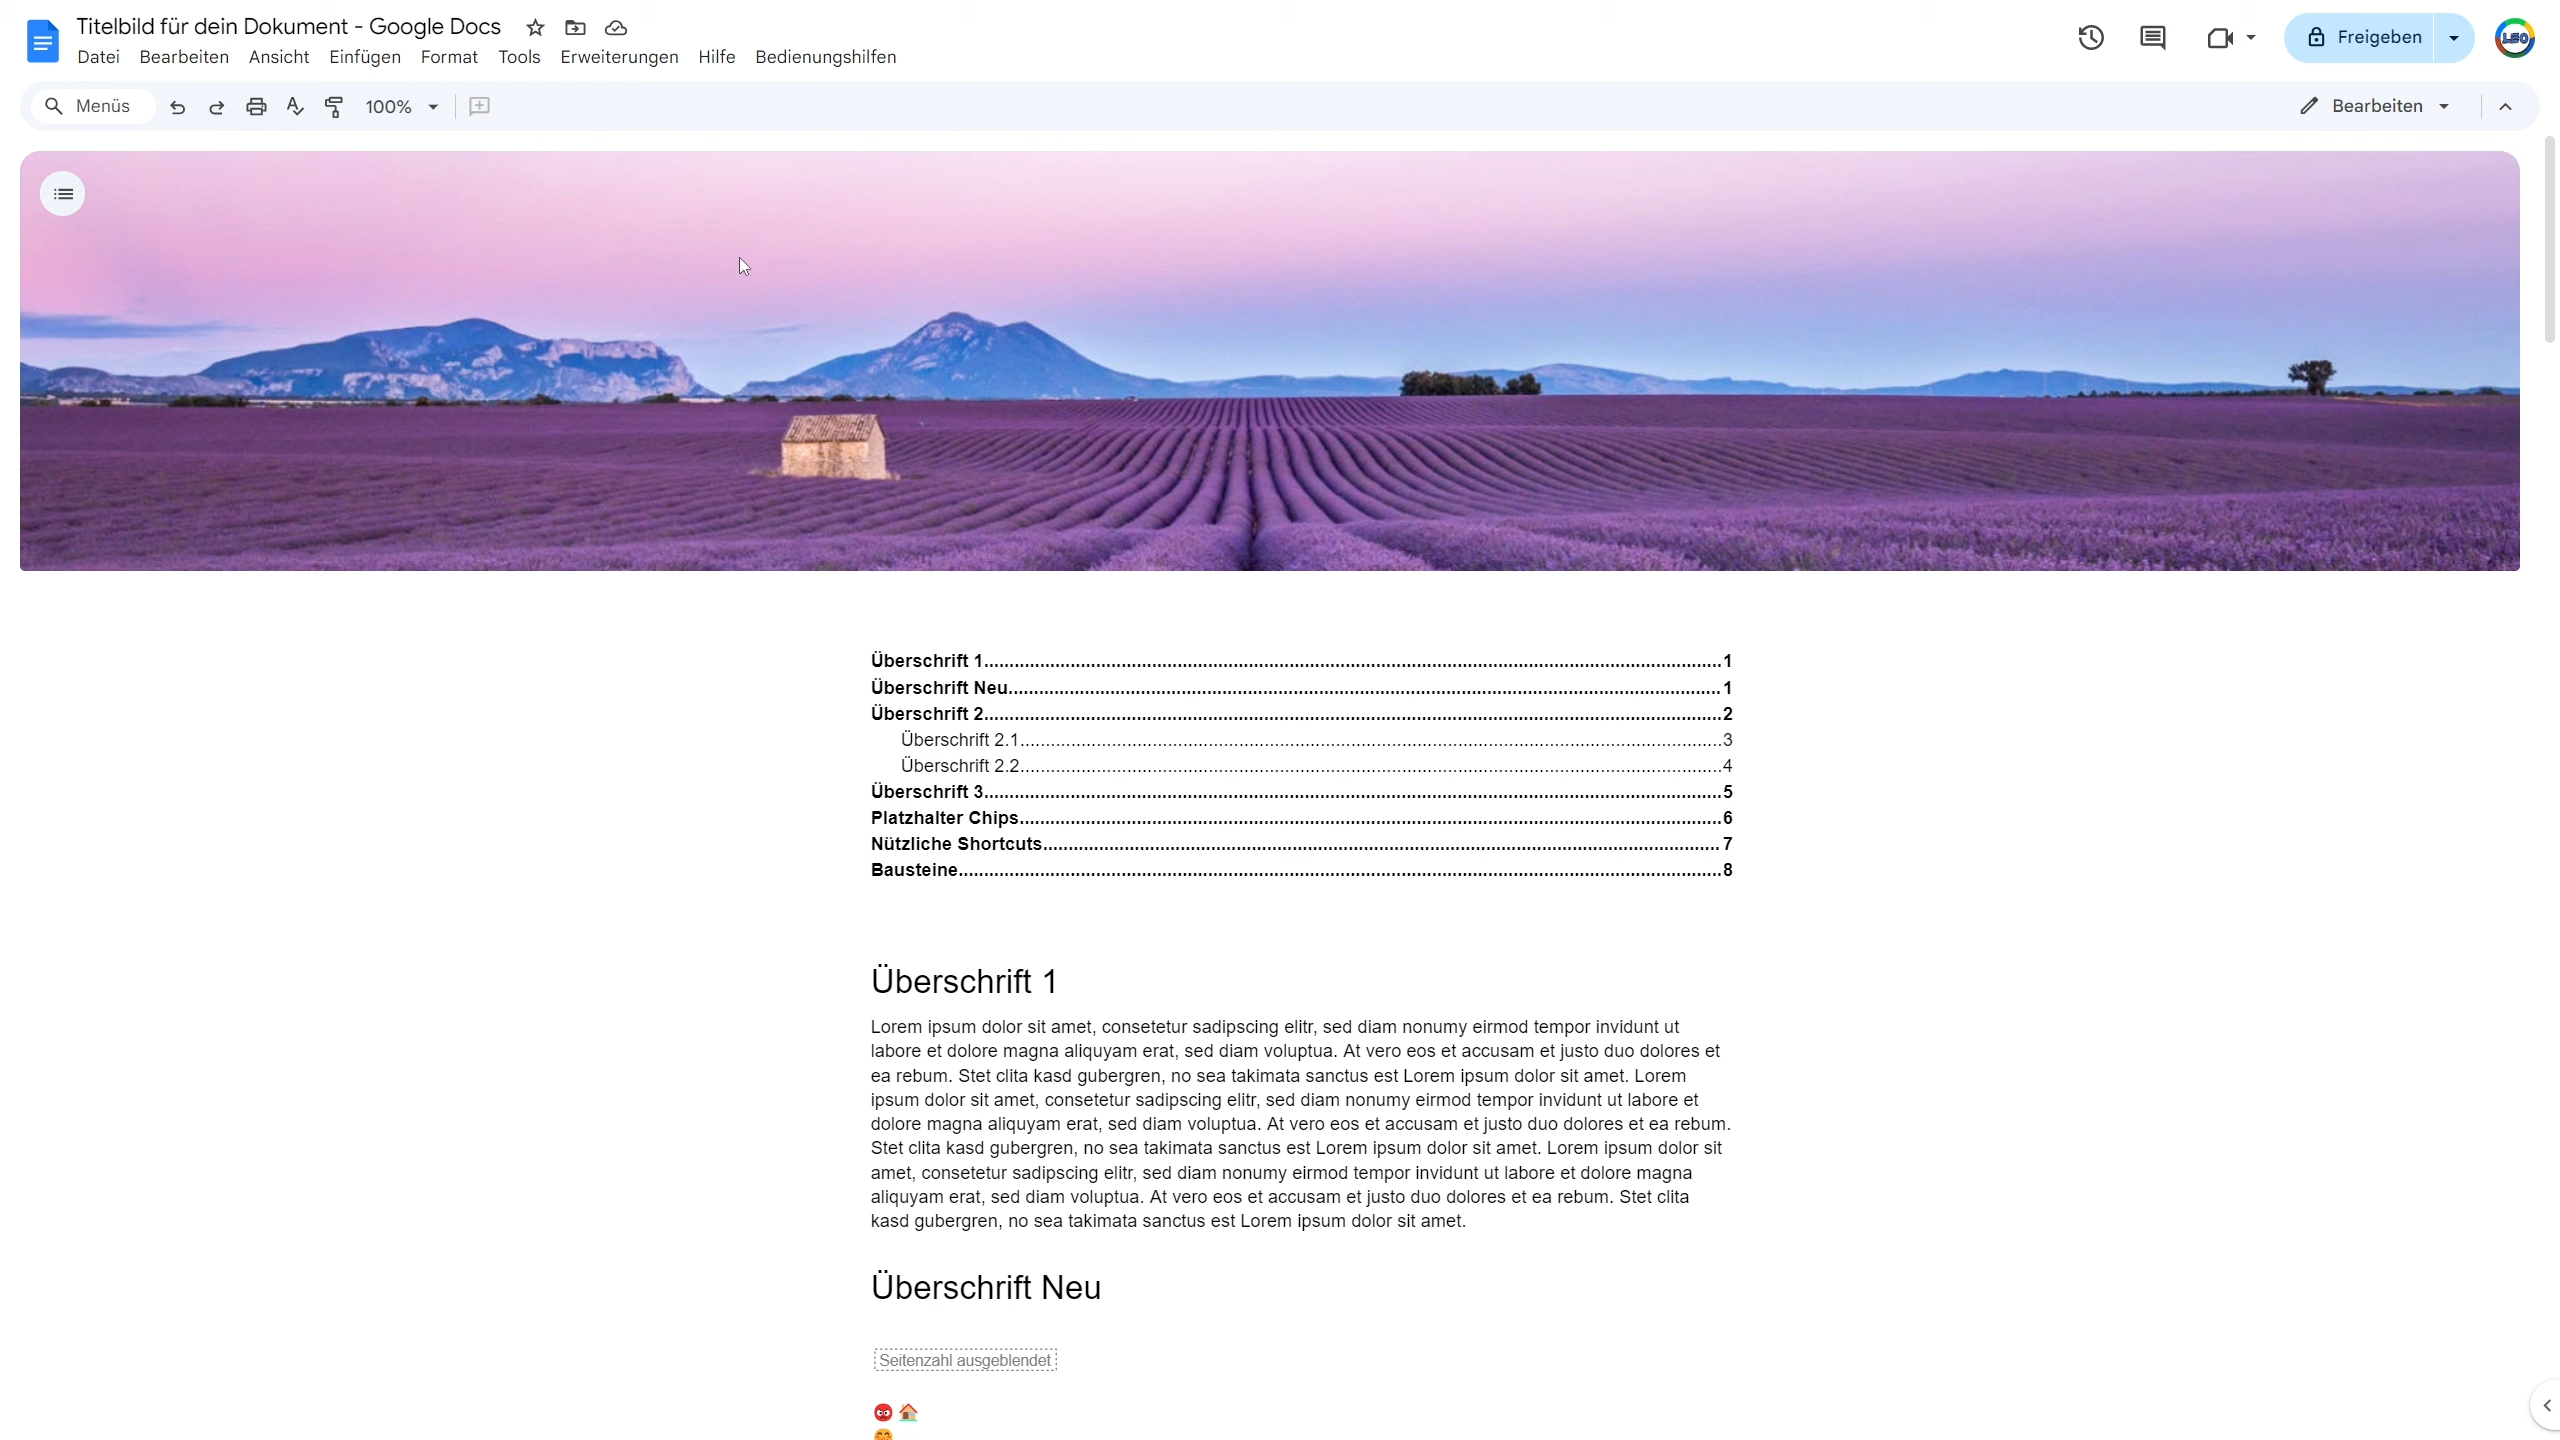 Titelbild für dein Dokument - Google Docs
Datei Bearbeiten Ansicht Einfügen Format Tools Erweiterungen Hilfe Bedienungshilfen
Freigeben
LSO
Menüs 100% Bearbeiten
Überschrift 1 1
Überschrift Neu 1
Überschrift 2 2
Überschrift 2.1 3
Überschrift 2.2 4
Überschrift 3 5
Platzhalter Chips 6
Nützliche Shortcuts 7
Bausteine 8
Überschrift 1
Lorem ipsum dolor sit amet, consetetur sadipscing elitr, sed diam nonumy eirmod tempor invidunt ut
labore et dolore magna aliquyam erat, sed diam voluptua. At vero eos et accusam et justo duo dolores et
ea rebum. Stet clita kasd gubergren, no sea takimata sanctus est Lorem ipsum dolor sit amet. Lorem
ipsum dolor sit amet, consetetur sadipscing elitr, sed diam nonumy eirmod tempor invidunt ut labore et
dolore magna aliquyam erat, sed diam voluptua. At vero eos et accusam et justo duo dolores et ea rebum.
Stet clita kasd gubergren, no sea takimata sanctus est Lorem ipsum dolor sit amet. Lorem ipsum dolor sit
amet, consetetur sadipscing elitr, sed diam nonumy eirmod tempor invidunt ut labore et dolore magna
aliquyam erat, sed diam voluptua. At vero eos et accusam et justo duo dolores et ea rebum. Stet clita
kasd gubergren, no sea takimata sanctus est Lorem ipsum dolor sit amet.
Überschrift Neu
Seitenzahl ausgeblendet